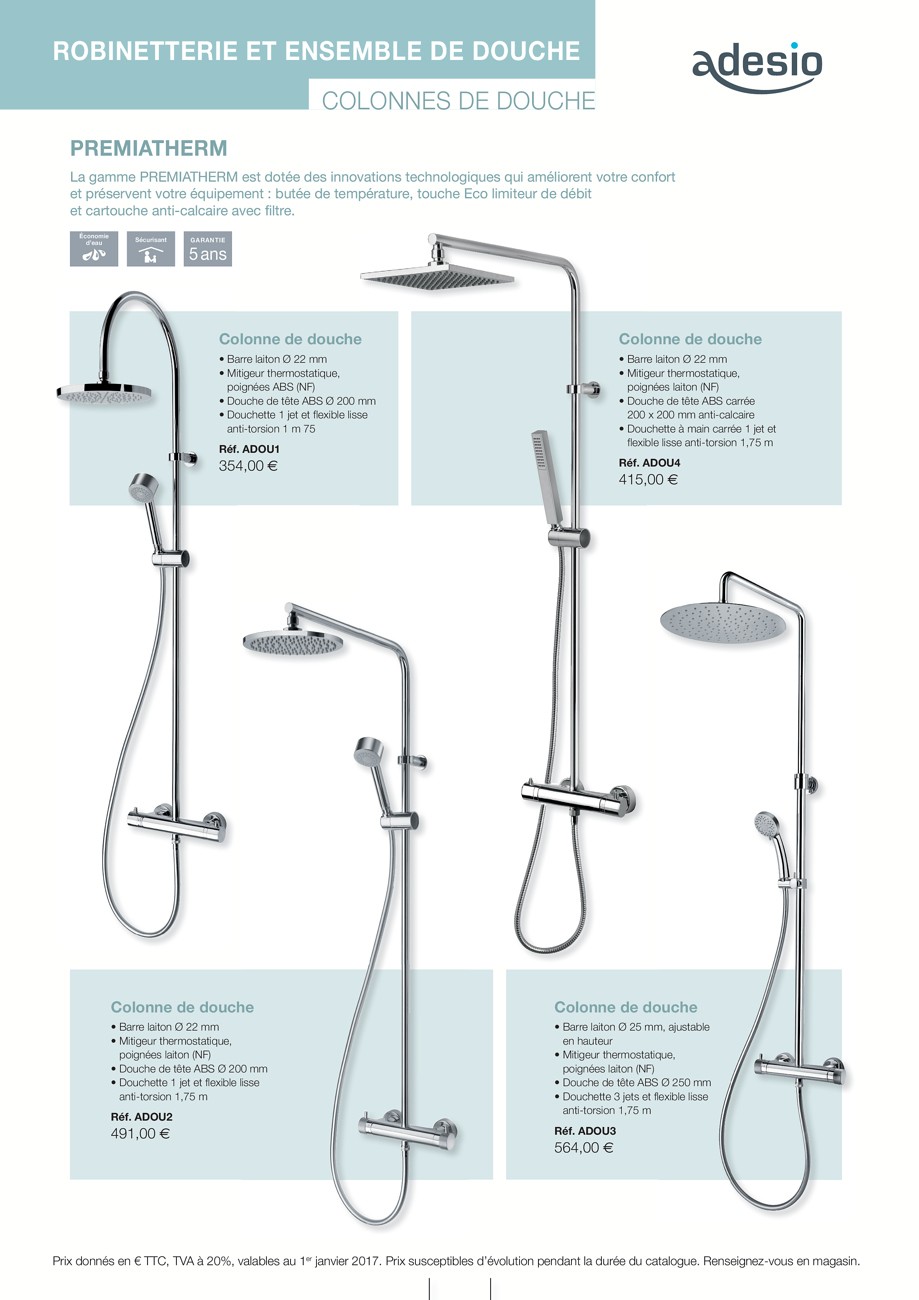 ROBINETTERIE ET ENSEMBLE DE DOUCHE
adesio
COLONNES DE DOUCHE
PREMIATHERM
La gamme PREMIATHERM est dotée des innovations technologiques qui améliorent votre confort
et préservent votre équipement : butée de température, touche Eco limiteur de débit
et cartouche anti-calcaire avec filtre.
Économie
d'eau
Sécurisant
GARANTIE
5 ans
Colonne de douche
• Barre laiton Ø 22 mm
• Mitigeur thermostatique,
poignées ABS (NF)
• Douche de tête ABS Ø 200 mm
• Douchette 1 jet et flexible lisse
anti-torsion 1 m 75
Réf. ADOU1
354,00 €
Colonne de douche
• Barre laiton Ø 22 mm
• Mitigeur thermostatique,
poignées laiton (NF)
• Douche de tête ABS carrée
200 x 200 mm anti-calcaire
• Douchette à main carrée 1 jet et
flexible lisse anti-torsion 1,75 m
Réf. ADOU4
415,00 €
Colonne de douche
• Barre laiton Ø 22 mm
• Mitigeur thermostatique,
poignées laiton (NF)
• Douche de tête ABS Ø 200 mm
• Douchette 1 jet et flexible lisse
anti-torsion 1,75 m
Réf. ADOU2
491,00 €
Colonne de douche
• Barre laiton Ø 25 mm, ajustable
en hauteur
• Mitigeur thermostatique,
poignées laiton (NF)
• Douche de tête ABS Ø 250 mm
• Douchette 3 jets et flexible lisse
anti-torsion 1,75 m
Réf. ADOU3
564,00 €
Prix donnés en € TTC, TVA à 20%, valables au 1er janvier 2017. Prix susceptibles d'évolution pendant la durée du catalogue. Renseignez-vous en magasin.